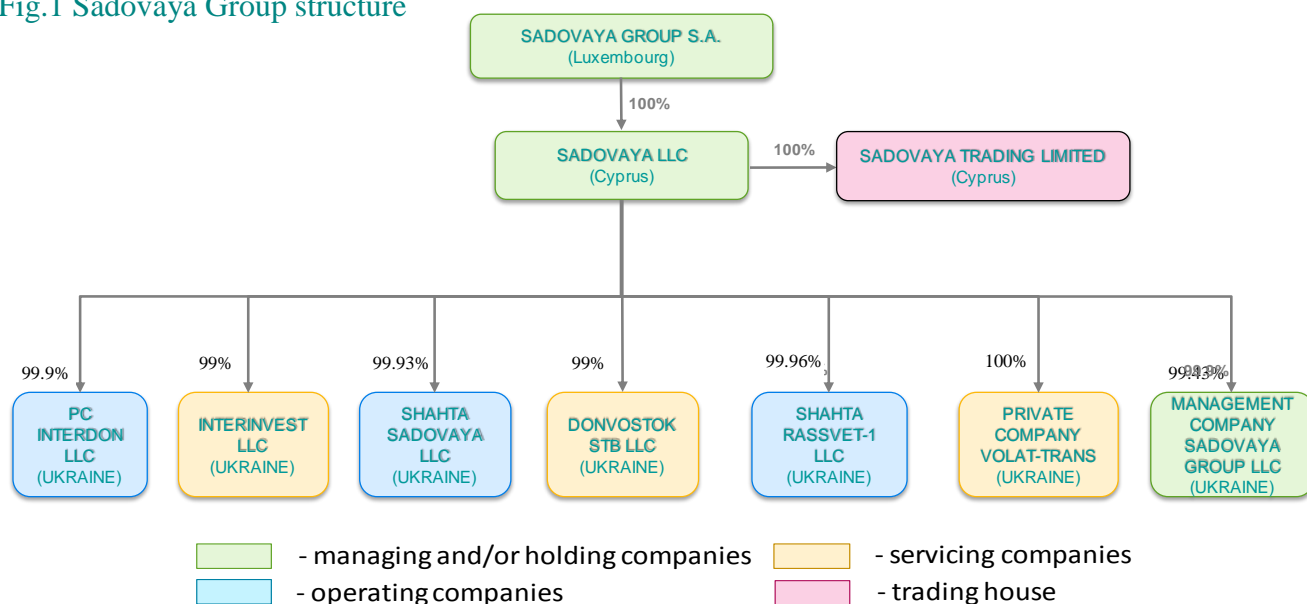 Fig.1 Sadovaya Group structure
SADOVAYA GROUP S.A.
(Luxembourg)
100%
SADOVAYA LLC
(Cyprus)
100%
SADOVAYA TRADING LIMITED
(Cyprus)
99.9%
99%
99.93%
99%
99.96%
100%
99.43%
PC
INTERDON
LLC
(UKRAINE)
INTERINVEST
LLC
(UKRAINE)
SHAHTA
SADOVAYA
LLC
(UKRAINE)
DONVOSTOK
STB LLC
(UKRAINE)
SHAHTA
RASSVET-1
LLC
(UKRAINE)
PRIVATE
COMPANY
VOLAT-TRANS
(UKRAINE)
MANAGEMENT
COMPANY
SADOVAYA
GROUP LLC
(UKRAINE)
- managing and/or holding companies
- servicing companies
- operating companies
- trading house